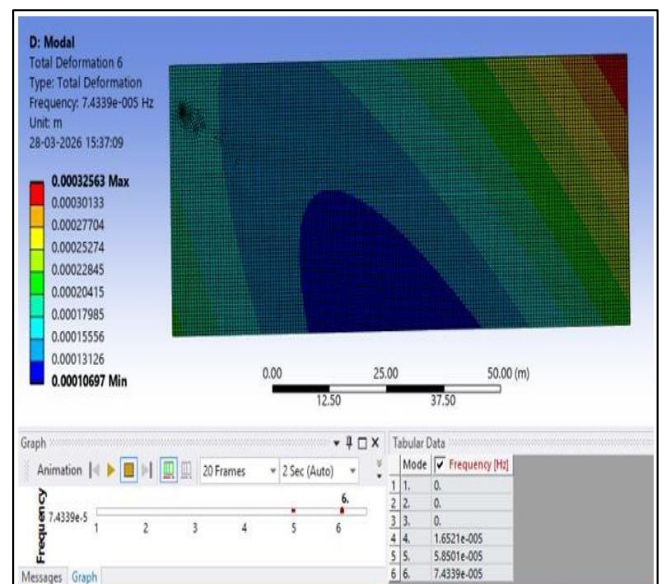 D: Modal
Total Deformation 6
Type: Total Deformation
Frequency: 7.4339e-005 Hz
Unit: m
28-03-2026 15:37:09
0.00032563 Max
0.00030133
0.00027704
0.00025274
0.00022845
0.00020415
0.00017985
0.00015556
0.00013126
0.00010697 Min
0.00 25.00 50.00 (m)
12.50 37.50
Graph
Animation 20 Frames 2 Sec (Auto)
Frequency
7.4339e-5
6.
1 2 3 4 5 6
Messages Graph
Tabular Data
Mode Frequency [Hz]
1 1. 0.
2 2. 0.
3 3. 0.
4 4. 1.6521e-005
5 5. 5.8501e-005
6 6. 7.4339e-005